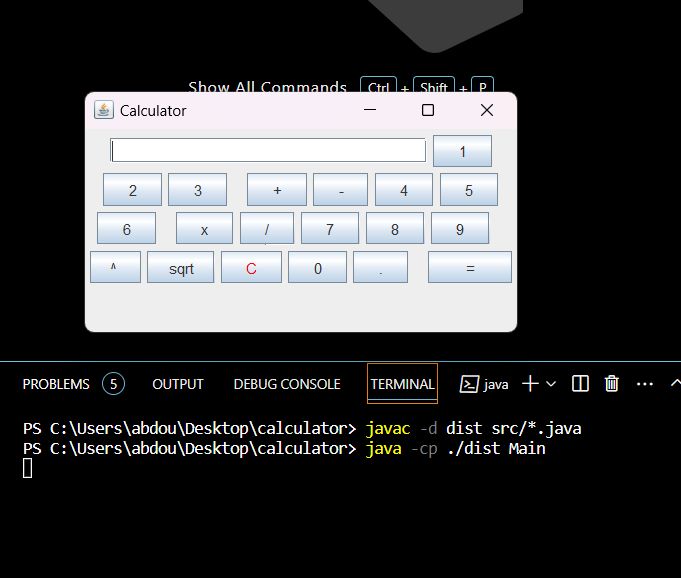 Show All Commands Ctrl + Shift + P
Calculator
1
2 3 + - 4 5
6 x / 7 8 9
^ sqrt C 0 . =
PROBLEMS 5 OUTPUT DEBUG CONSOLE TERMINAL java
PS C:\Users\abdou\Desktop\calculator> javac -d dist src/*.java
PS C:\Users\abdou\Desktop\calculator> java -cp ./dist Main